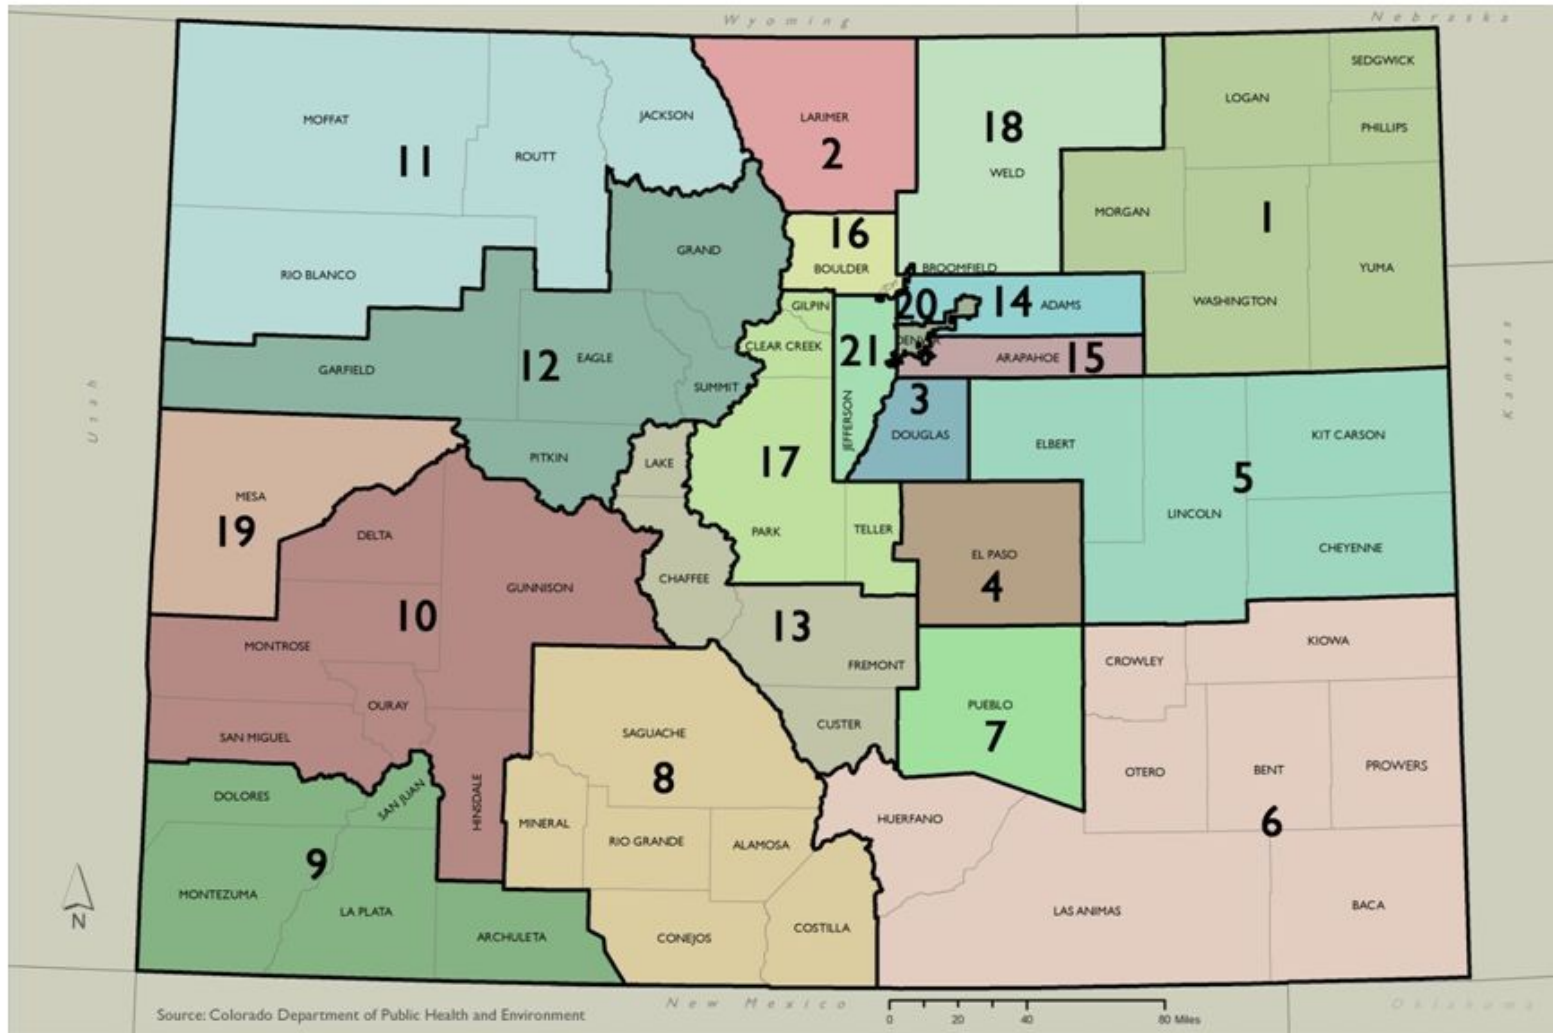 Wyoming
Nebraska
SEDGWICK
LOGAN
MOFFAT
JACKSON
LARIMER
18
PHILLIPS
11
ROUTT
2
WELD
MORGAN
1
16
GRAND
BOULDER
BROOMFIELD
YUMA
RIO BLANCO
GILPIN
20
14
ADAMS
WASHINGTON
CLEAR CREEK
21
DENVER
ARAPAHOE
15
12
EAGLE
GARFIELD
SUMMIT
Utah
Kansas
3
JEFFERSON
DOUGLAS
ELBERT
KIT CARSON
PITKIN
LAKE
17
5
MESA
19
LINCOLN
DELTA
PARK
TELLER
CHEYENNE
EL PASO
4
GUNNISON
CHAFFEE
10
13
MONTROSE
FREMONT
KIOWA
CROWLEY
OURAY
PUEBLO
7
SAN MIGUEL
CUSTER
SAGUACHE
8
OTERO
BENT
PROWERS
DOLORES
SAN JUAN
HINSDALE
MINERAL
HUERFANO
6
RIO GRANDE
ALAMOSA
9
MONTEZUMA
LA PLATA
LAS ANIMAS
BACA
ARCHULETA
CONEJOS
COSTILLA
N
New Mexico
Oklahoma
Source: Colorado Department of Public Health and Environment
0 20 40 80 Miles